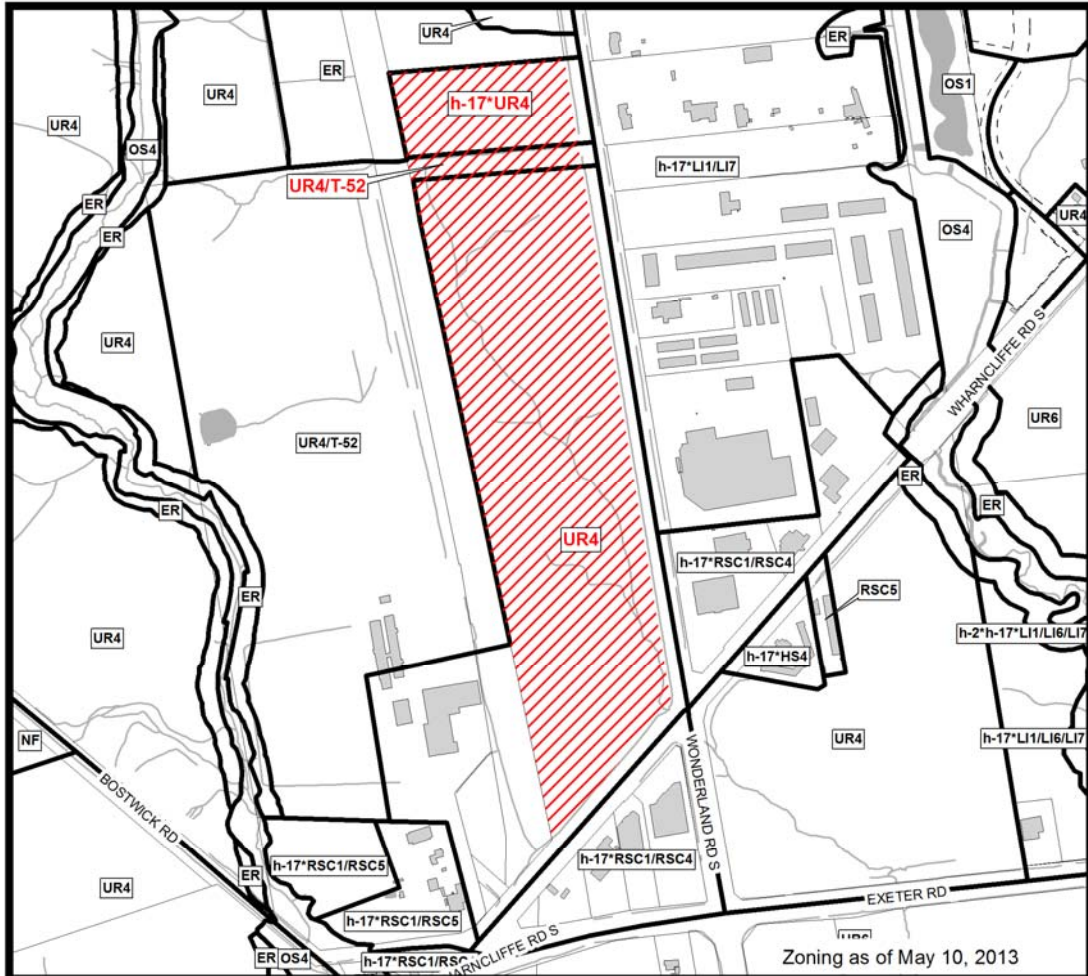 UR4
ER
ER
UR4
h-17*UR4
OS1
UR4
OS4
h-17*LI1/LI7
UR4/T-52
ER
UR4
OS4
ER
WHARNCLIFFE RD S
UR4
UR6
UR4/T-52
ER
ER
ER
UR4
h-17*RSC1/RSC4
RSC5
ER
UR4
h-2*h-17*LI1/LI6/LI7
h-17*HS4
NF
UR4
h-17*LI1/LI6/LI7
BOSTWICK RD
WONDERLAND RD S
h-17*RSC1/RSC5
h-17*RSC1/RSC4
ER
UR4
EXETER RD
h-17*RSC1/RSC5
ER
OS4
RD S
Zoning as of May 10, 2013